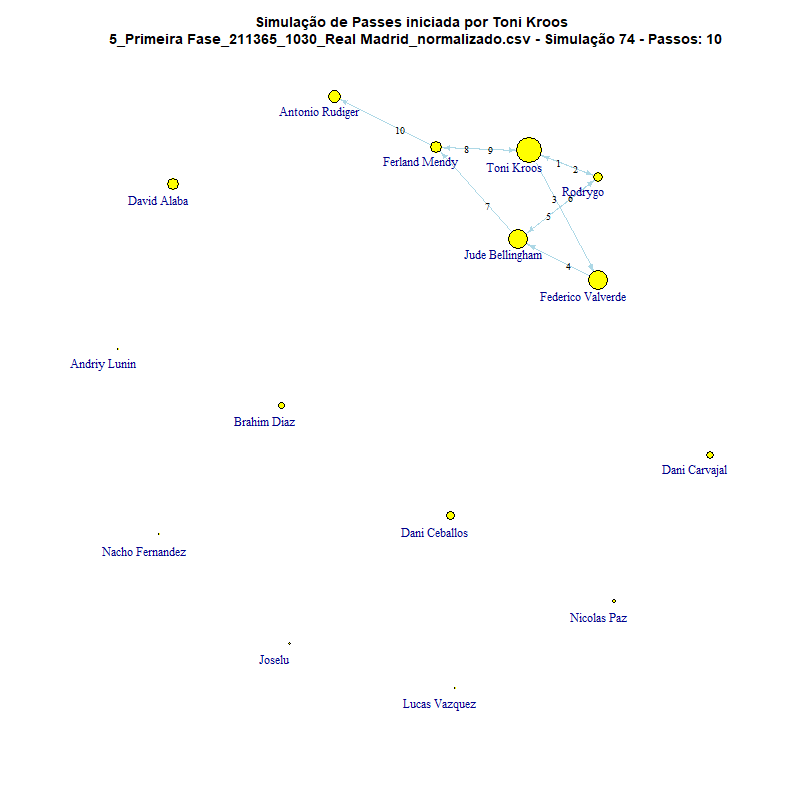 Simulação de Passes iniciada por Toni Kroos
5_Primeira Fase_211365_1030_Real Madrid_normalizado.csv - Simulação 74 - Passos: 10
Antonio Rudiger
10
Ferland Mendy
8
9
Toni Kroos
1
2
Rodrygo
David Alaba
3
6
7
5
Jude Bellingham
4
Federico Valverde
Andriy Lunin
Brahim Diaz
Dani Carvajal
Dani Ceballos
Nacho Fernandez
Nicolas Paz
Joselu
Lucas Vazquez